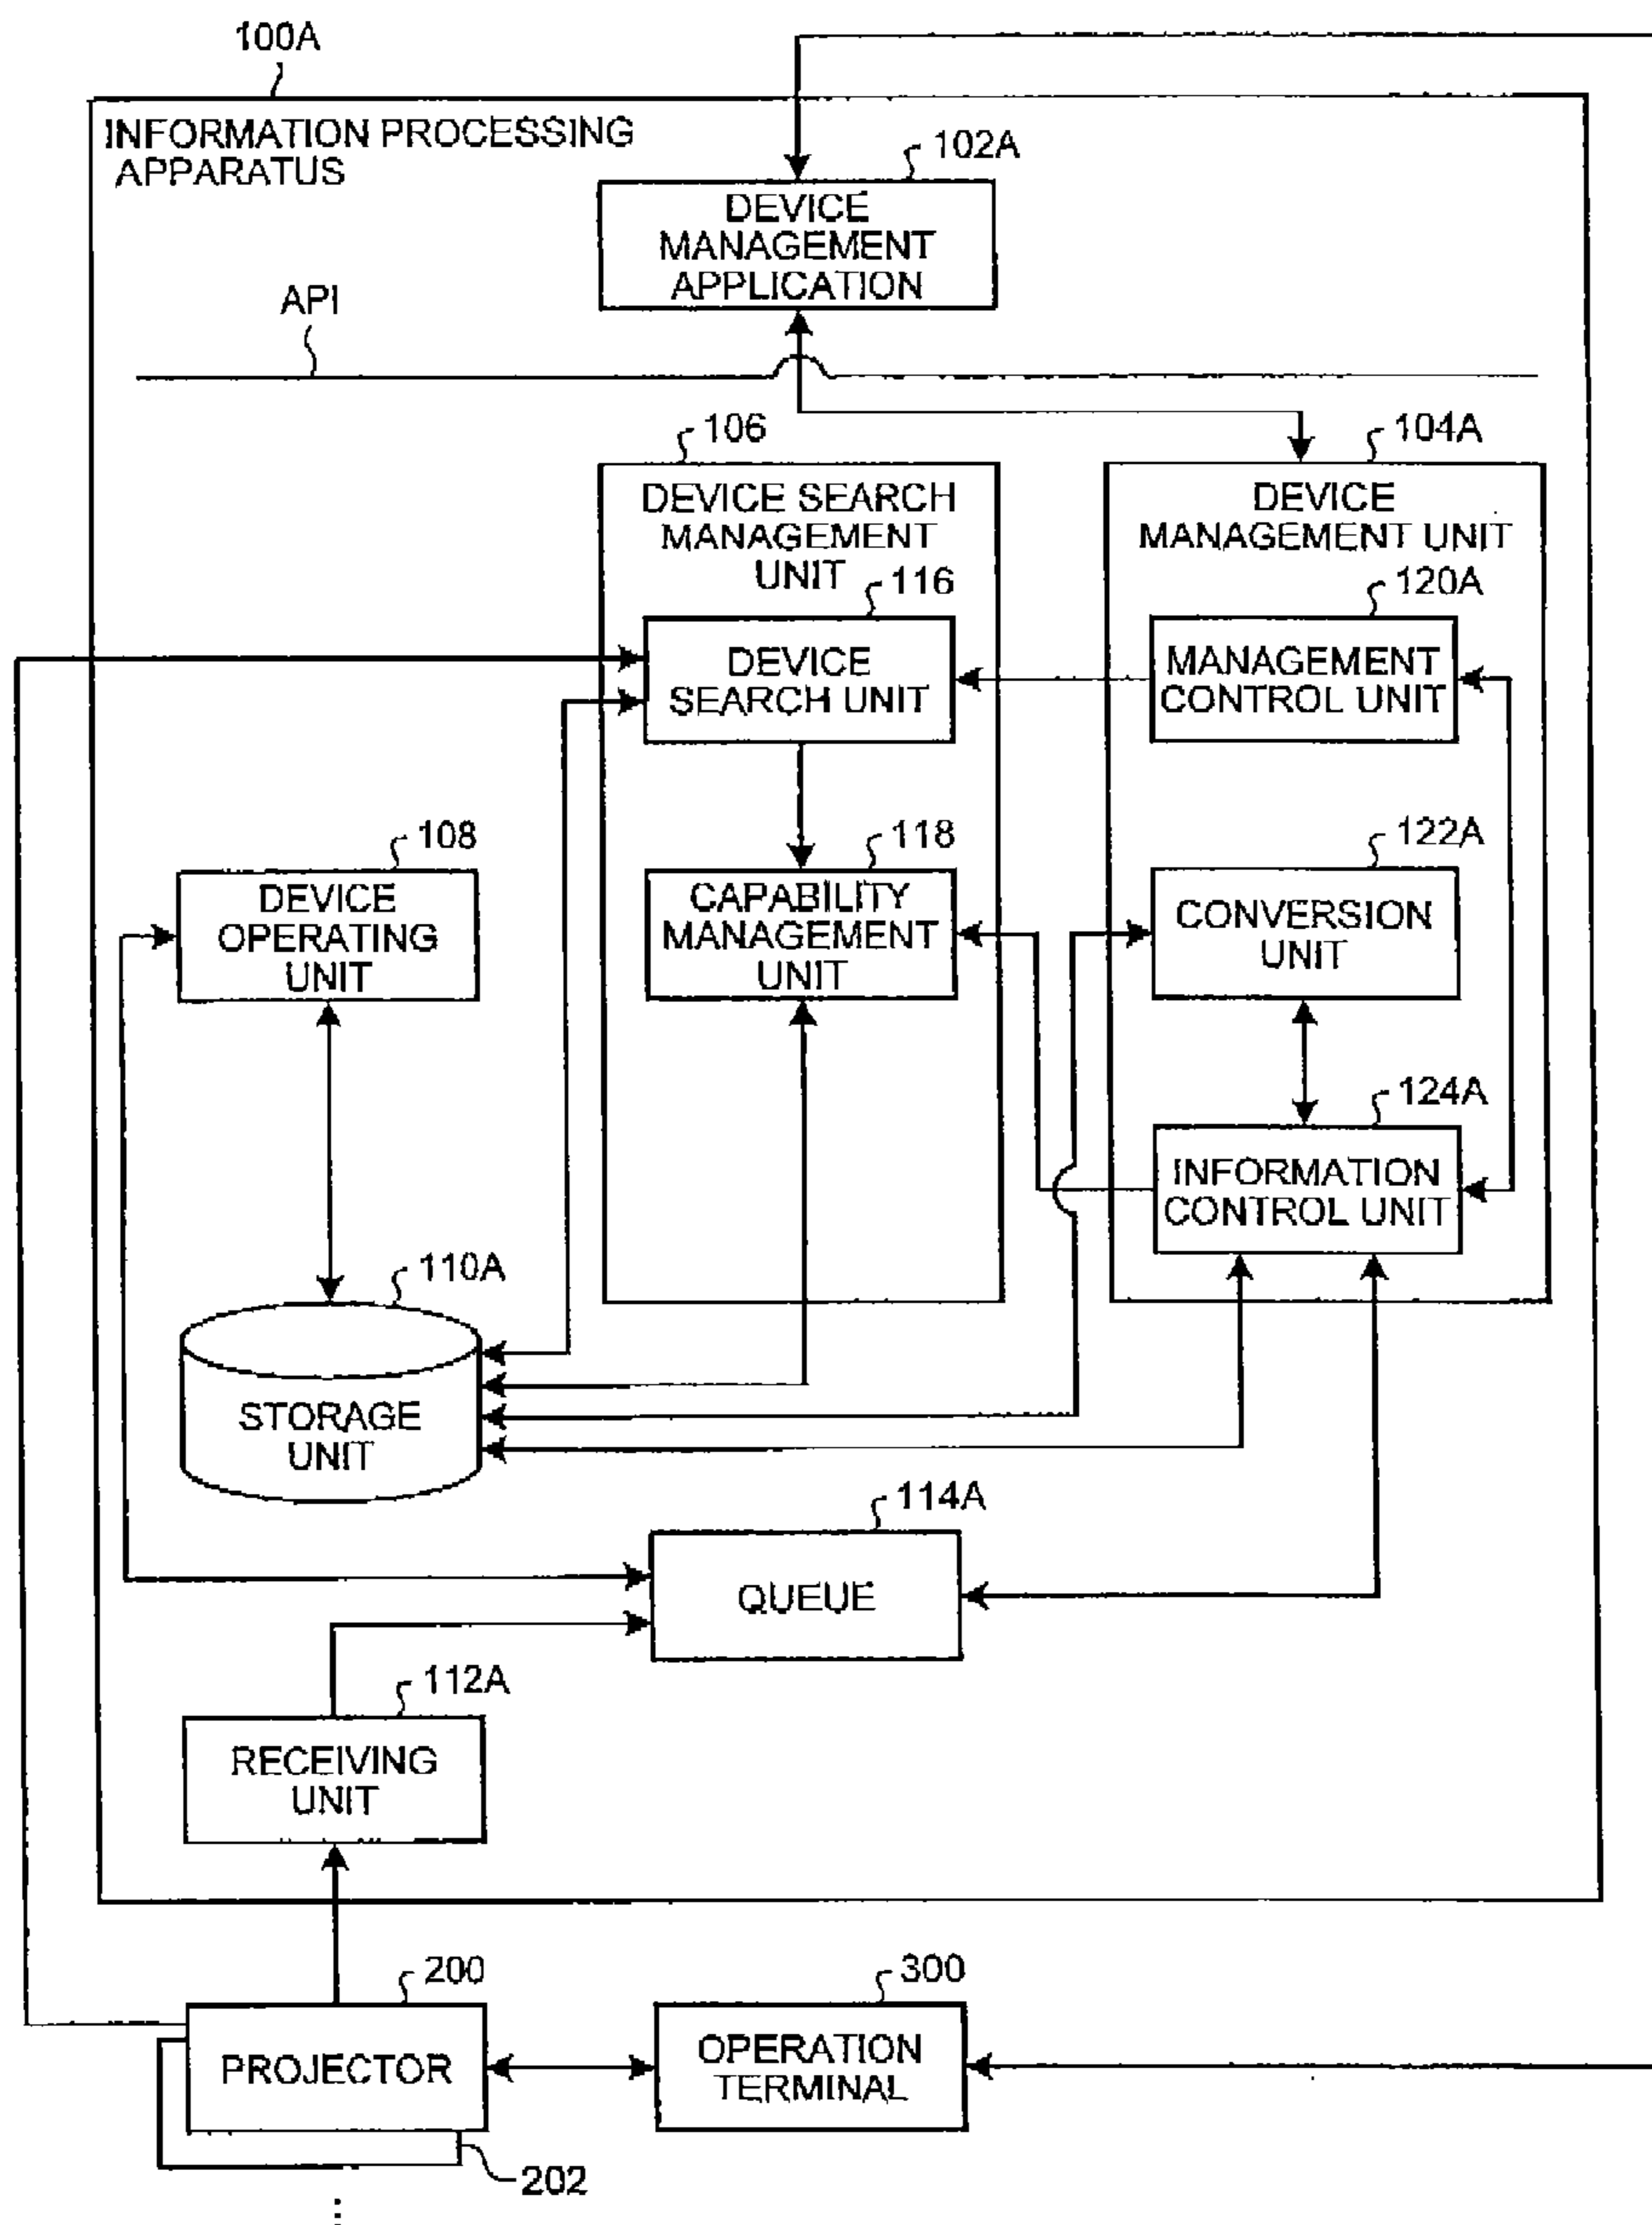 100A
INFORMATION PROCESSING
APPARATUS
102A
DEVICE
MANAGEMENT
APPLICATION
API
106
DEVICE SEARCH
MANAGEMENT
UNIT
104A
DEVICE
MANAGEMENT UNIT
116
DEVICE
SEARCH UNIT
120A
MANAGEMENT
CONTROL UNIT
108
DEVICE
OPERATING
UNIT
118
CAPABILITY
MANAGEMENT
UNIT
122A
CONVERSION
UNIT
124A
INFORMATION
CONTROL UNIT
110A
STORAGE
UNIT
114A
QUEUE
112A
RECEIVING
UNIT
200
PROJECTOR
300
OPERATION
TERMINAL
202